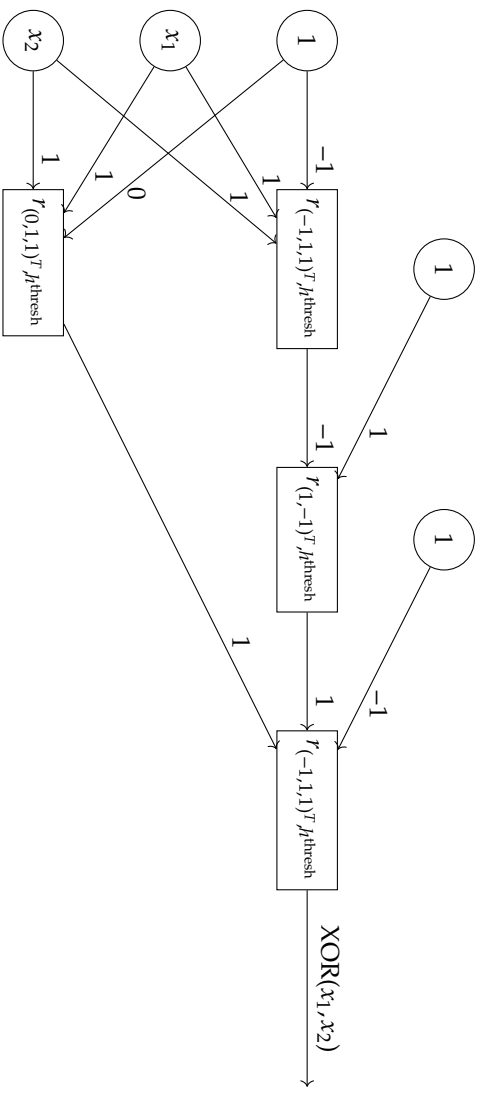 1
1
1
−1
1
−1
r₍₋₁,₁,₁₎ᵀ,hᵗʰʳᵉˢʰ
−1
r₍₁,₋₁₎ᵀ,hᵗʰʳᵉˢʰ
1
r₍₋₁,₁,₁₎ᵀ,hᵗʰʳᵉˢʰ
XOR(x₁,x₂)
x₁
1
1
1
0
1
x₂
1
r₍₀,₁,₁₎ᵀ,hᵗʰʳᵉˢʰ